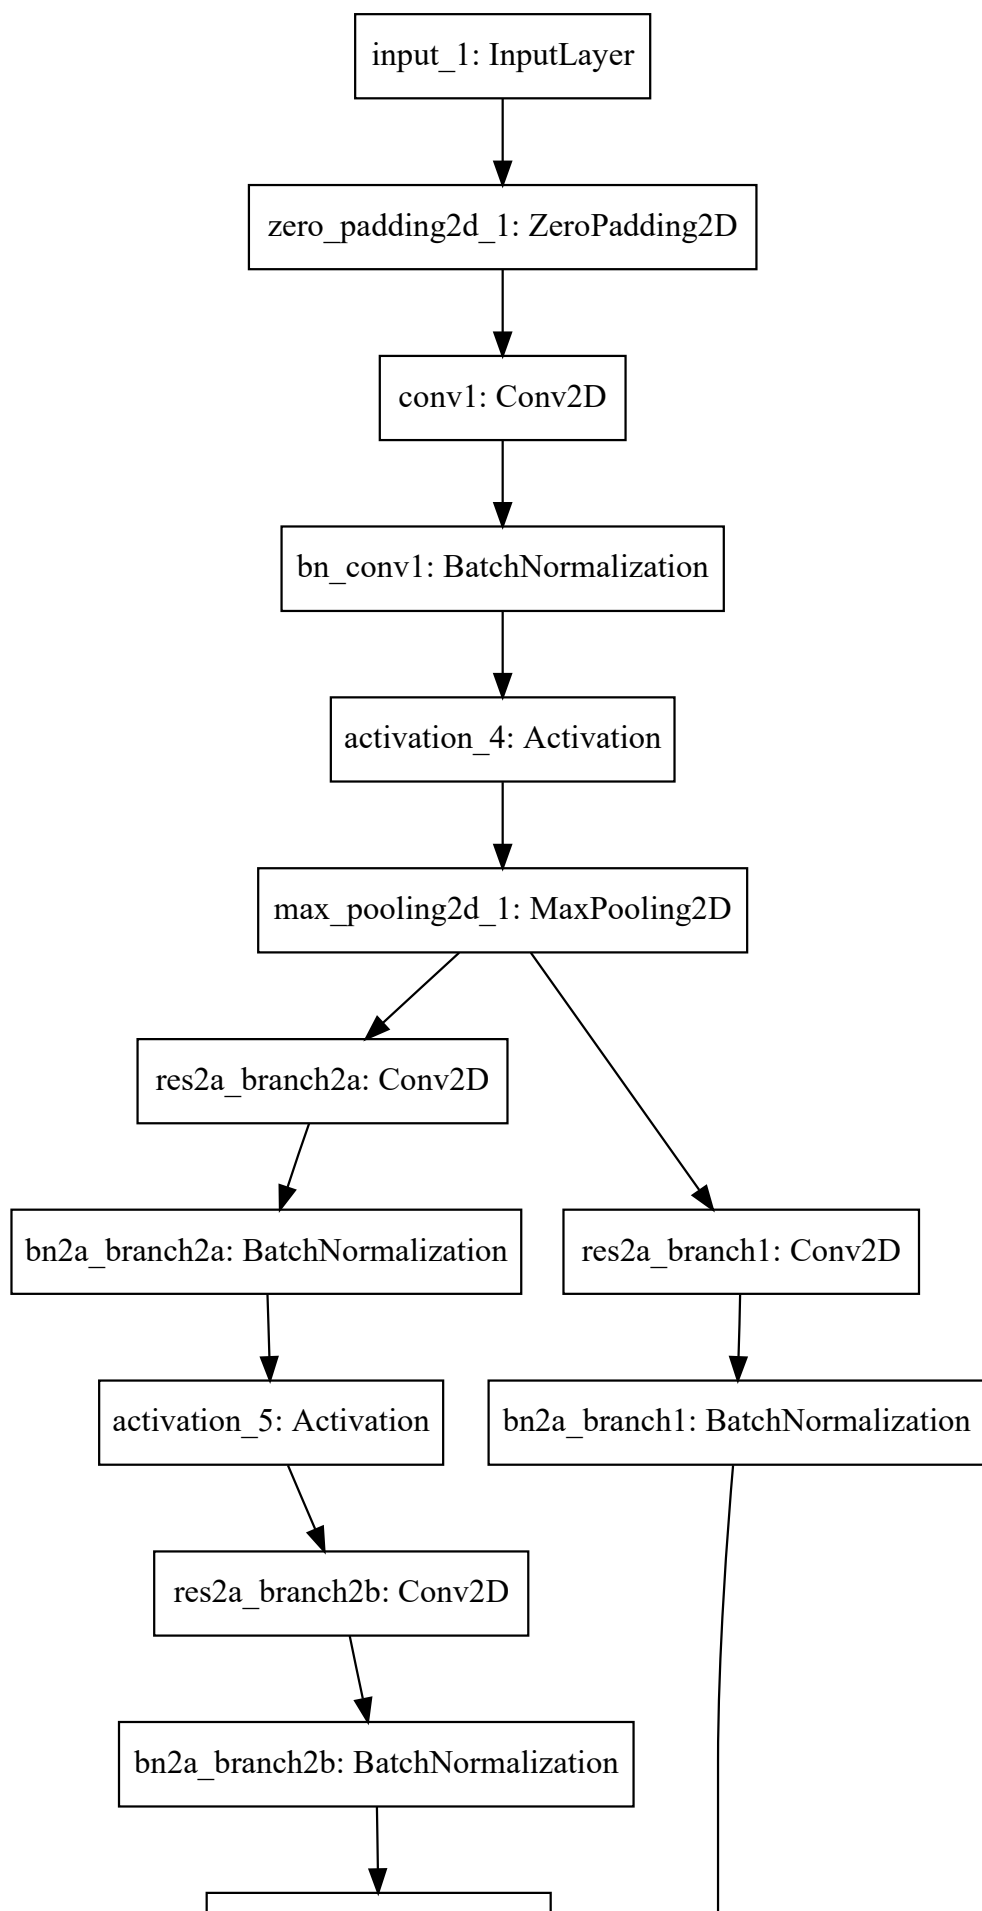 input_1: InputLayer
zero_padding2d_1: ZeroPadding2D
conv1: Conv2D
bn_conv1: BatchNormalization
activation_4: Activation
max_pooling2d_1: MaxPooling2D
res2a_branch2a: Conv2D
bn2a_branch2a: BatchNormalization
res2a_branch1: Conv2D
activation_5: Activation
bn2a_branch1: BatchNormalization
res2a_branch2b: Conv2D
bn2a_branch2b: BatchNormalization